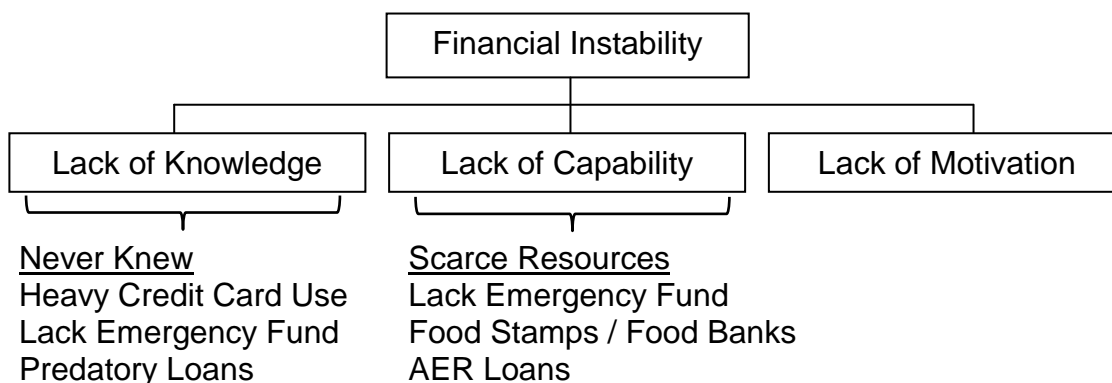 Financial Instability
Lack of Knowledge
Lack of Capability
Lack of Motivation
Never Knew
Heavy Credit Card Use
Lack Emergency Fund
Predatory Loans
Scarce Resources
Lack Emergency Fund
Food Stamps / Food Banks
AER Loans